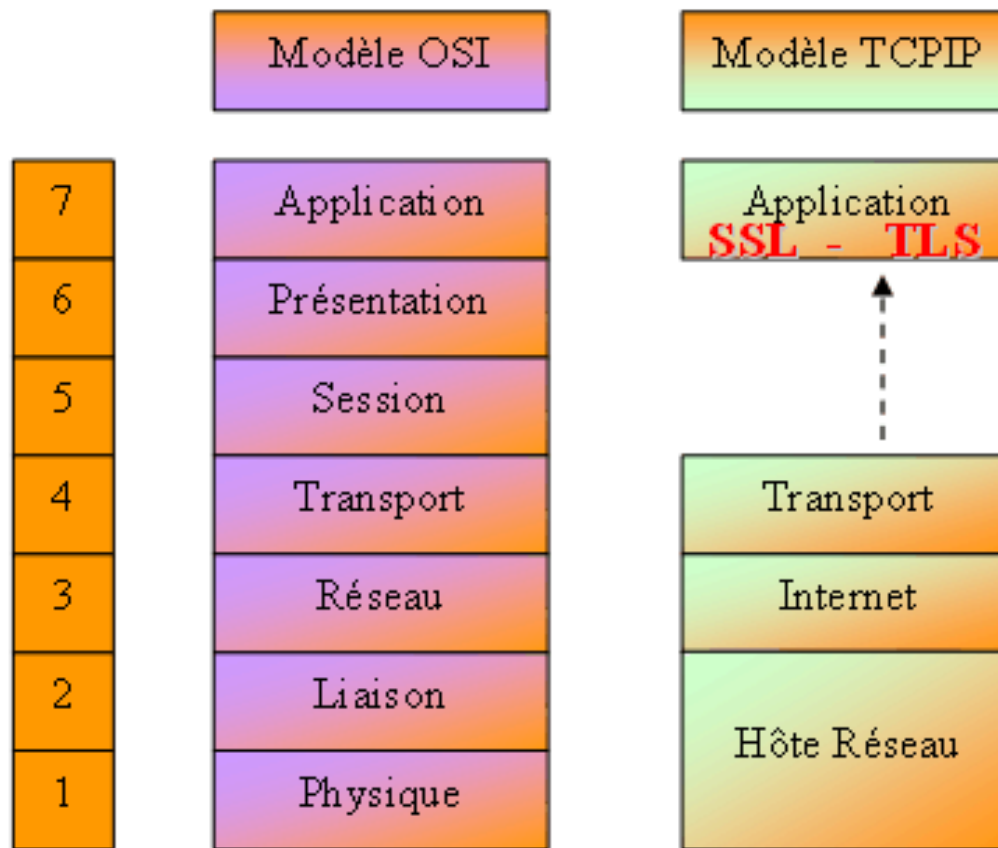 Modèle OSI
Modèle TCPIP
7
Application
Application
SSL - TLS
6
Présentation
5
Session
4
Transport
Transport
3
Réseau
Internet
2
Liaison
Hôte Réseau
1
Physique